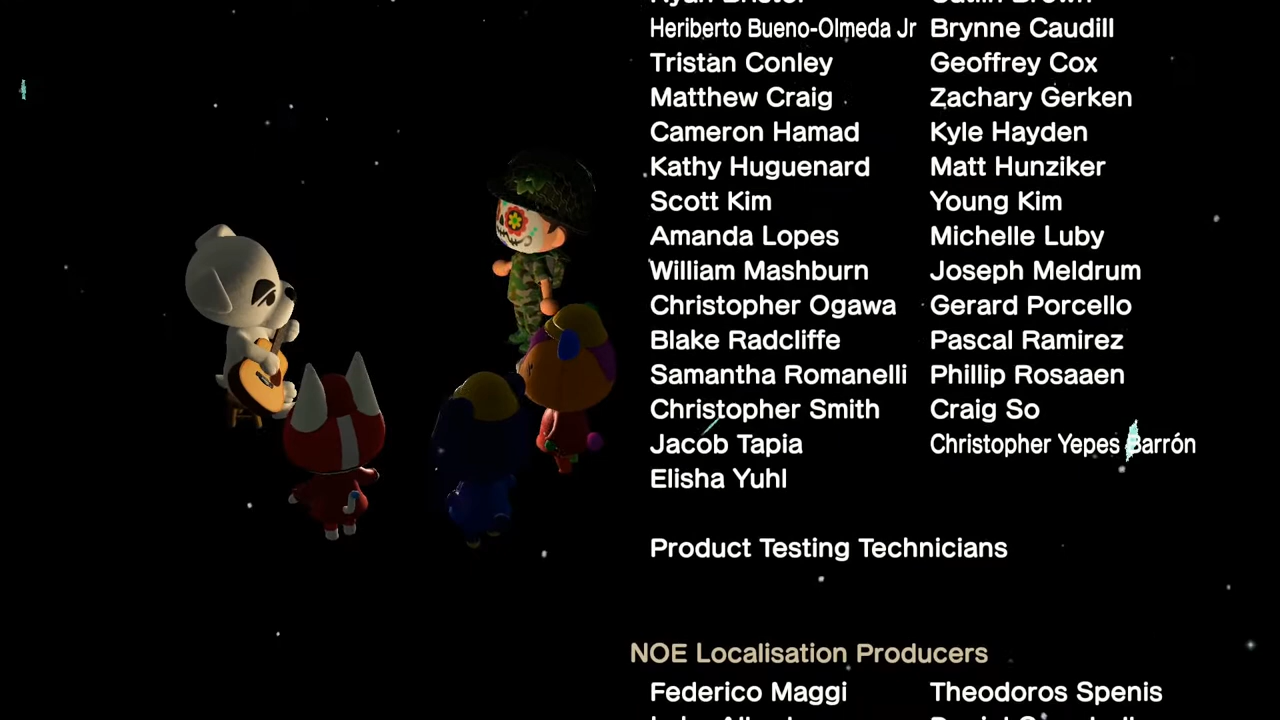 Heriberto Bueno-Olmeda Jr Brynne Caudill
Tristan Conley Geoffrey Cox
Matthew Craig Zachary Gerken
Cameron Hamad Kyle Hayden
Kathy Huguenard Matt Hunziker
Scott Kim Young Kim
Amanda Lopes Michelle Luby
William Mashburn Joseph Meldrum
Christopher Ogawa Gerard Porcello
Blake Radcliffe Pascal Ramirez
Samantha Romanelli Phillip Rosaaen
Christopher Smith Craig So
Jacob Tapia Christopher Yepes Barrón
Elisha Yuhl
Product Testing Technicians
NOE Localisation Producers
Federico Maggi Theodoros Spenis